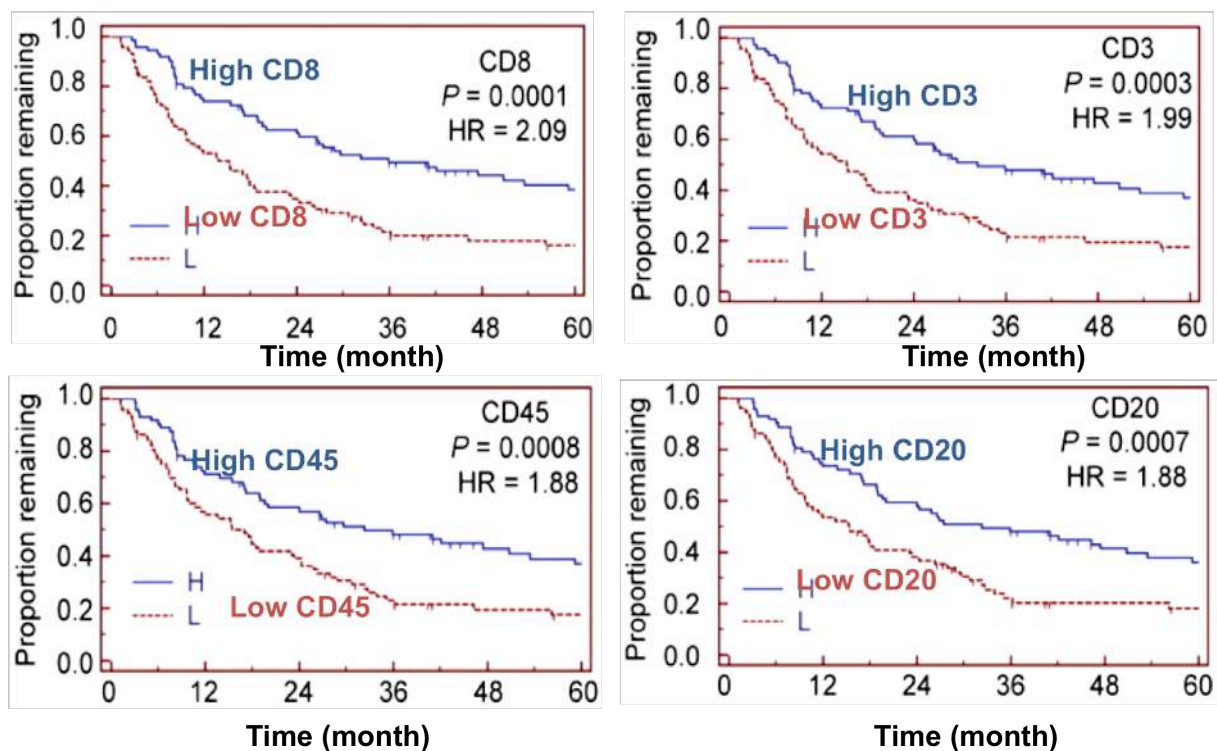 Proportion remaining
1.0
0.8
0.6
0.4
0.2
0.0
High CD8
CD8
P = 0.0001
HR = 2.09
Low CD8
H
L
0 12 24 36 48 60
Time (month)
Proportion remaining
1.0
0.8
0.6
0.4
0.2
0.0
High CD3
CD3
P = 0.0003
HR = 1.99
Low CD3
H
L
0 12 24 36 48 60
Time (month)
Proportion remaining
1.0
0.8
0.6
0.4
0.2
0.0
High CD45
CD45
P = 0.0008
HR = 1.88
H
Low CD45
L
0 12 24 36 48 60
Time (month)
Proportion remaining
1.0
0.8
0.6
0.4
0.2
0.0
High CD20
CD20
P = 0.0007
HR = 1.88
Low CD20
H
L
0 12 24 36 48 60
Time (month)